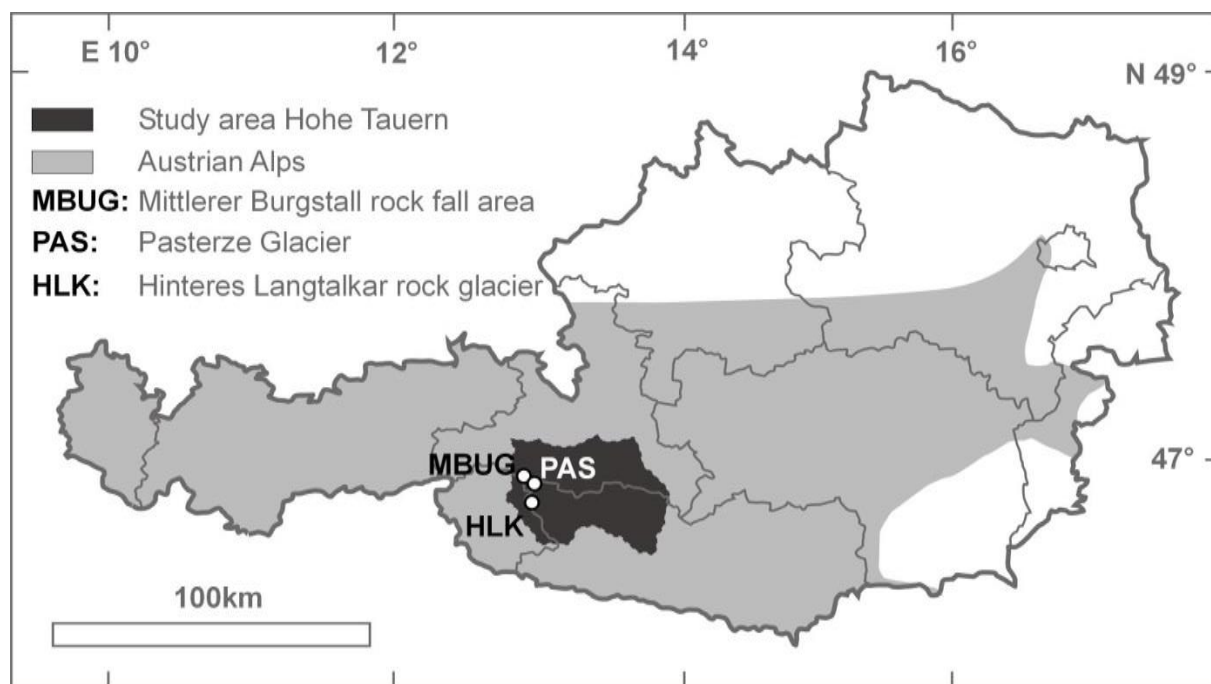 E 10° 12° 14° 16°
N 49°
Study area Hohe Tauern
Austrian Alps
MBUG: Mittlerer Burgstall rock fall area
PAS: Pasterze Glacier
HLK: Hinteres Langtalkar rock glacier
MBUG PAS 47°
HLK
100km